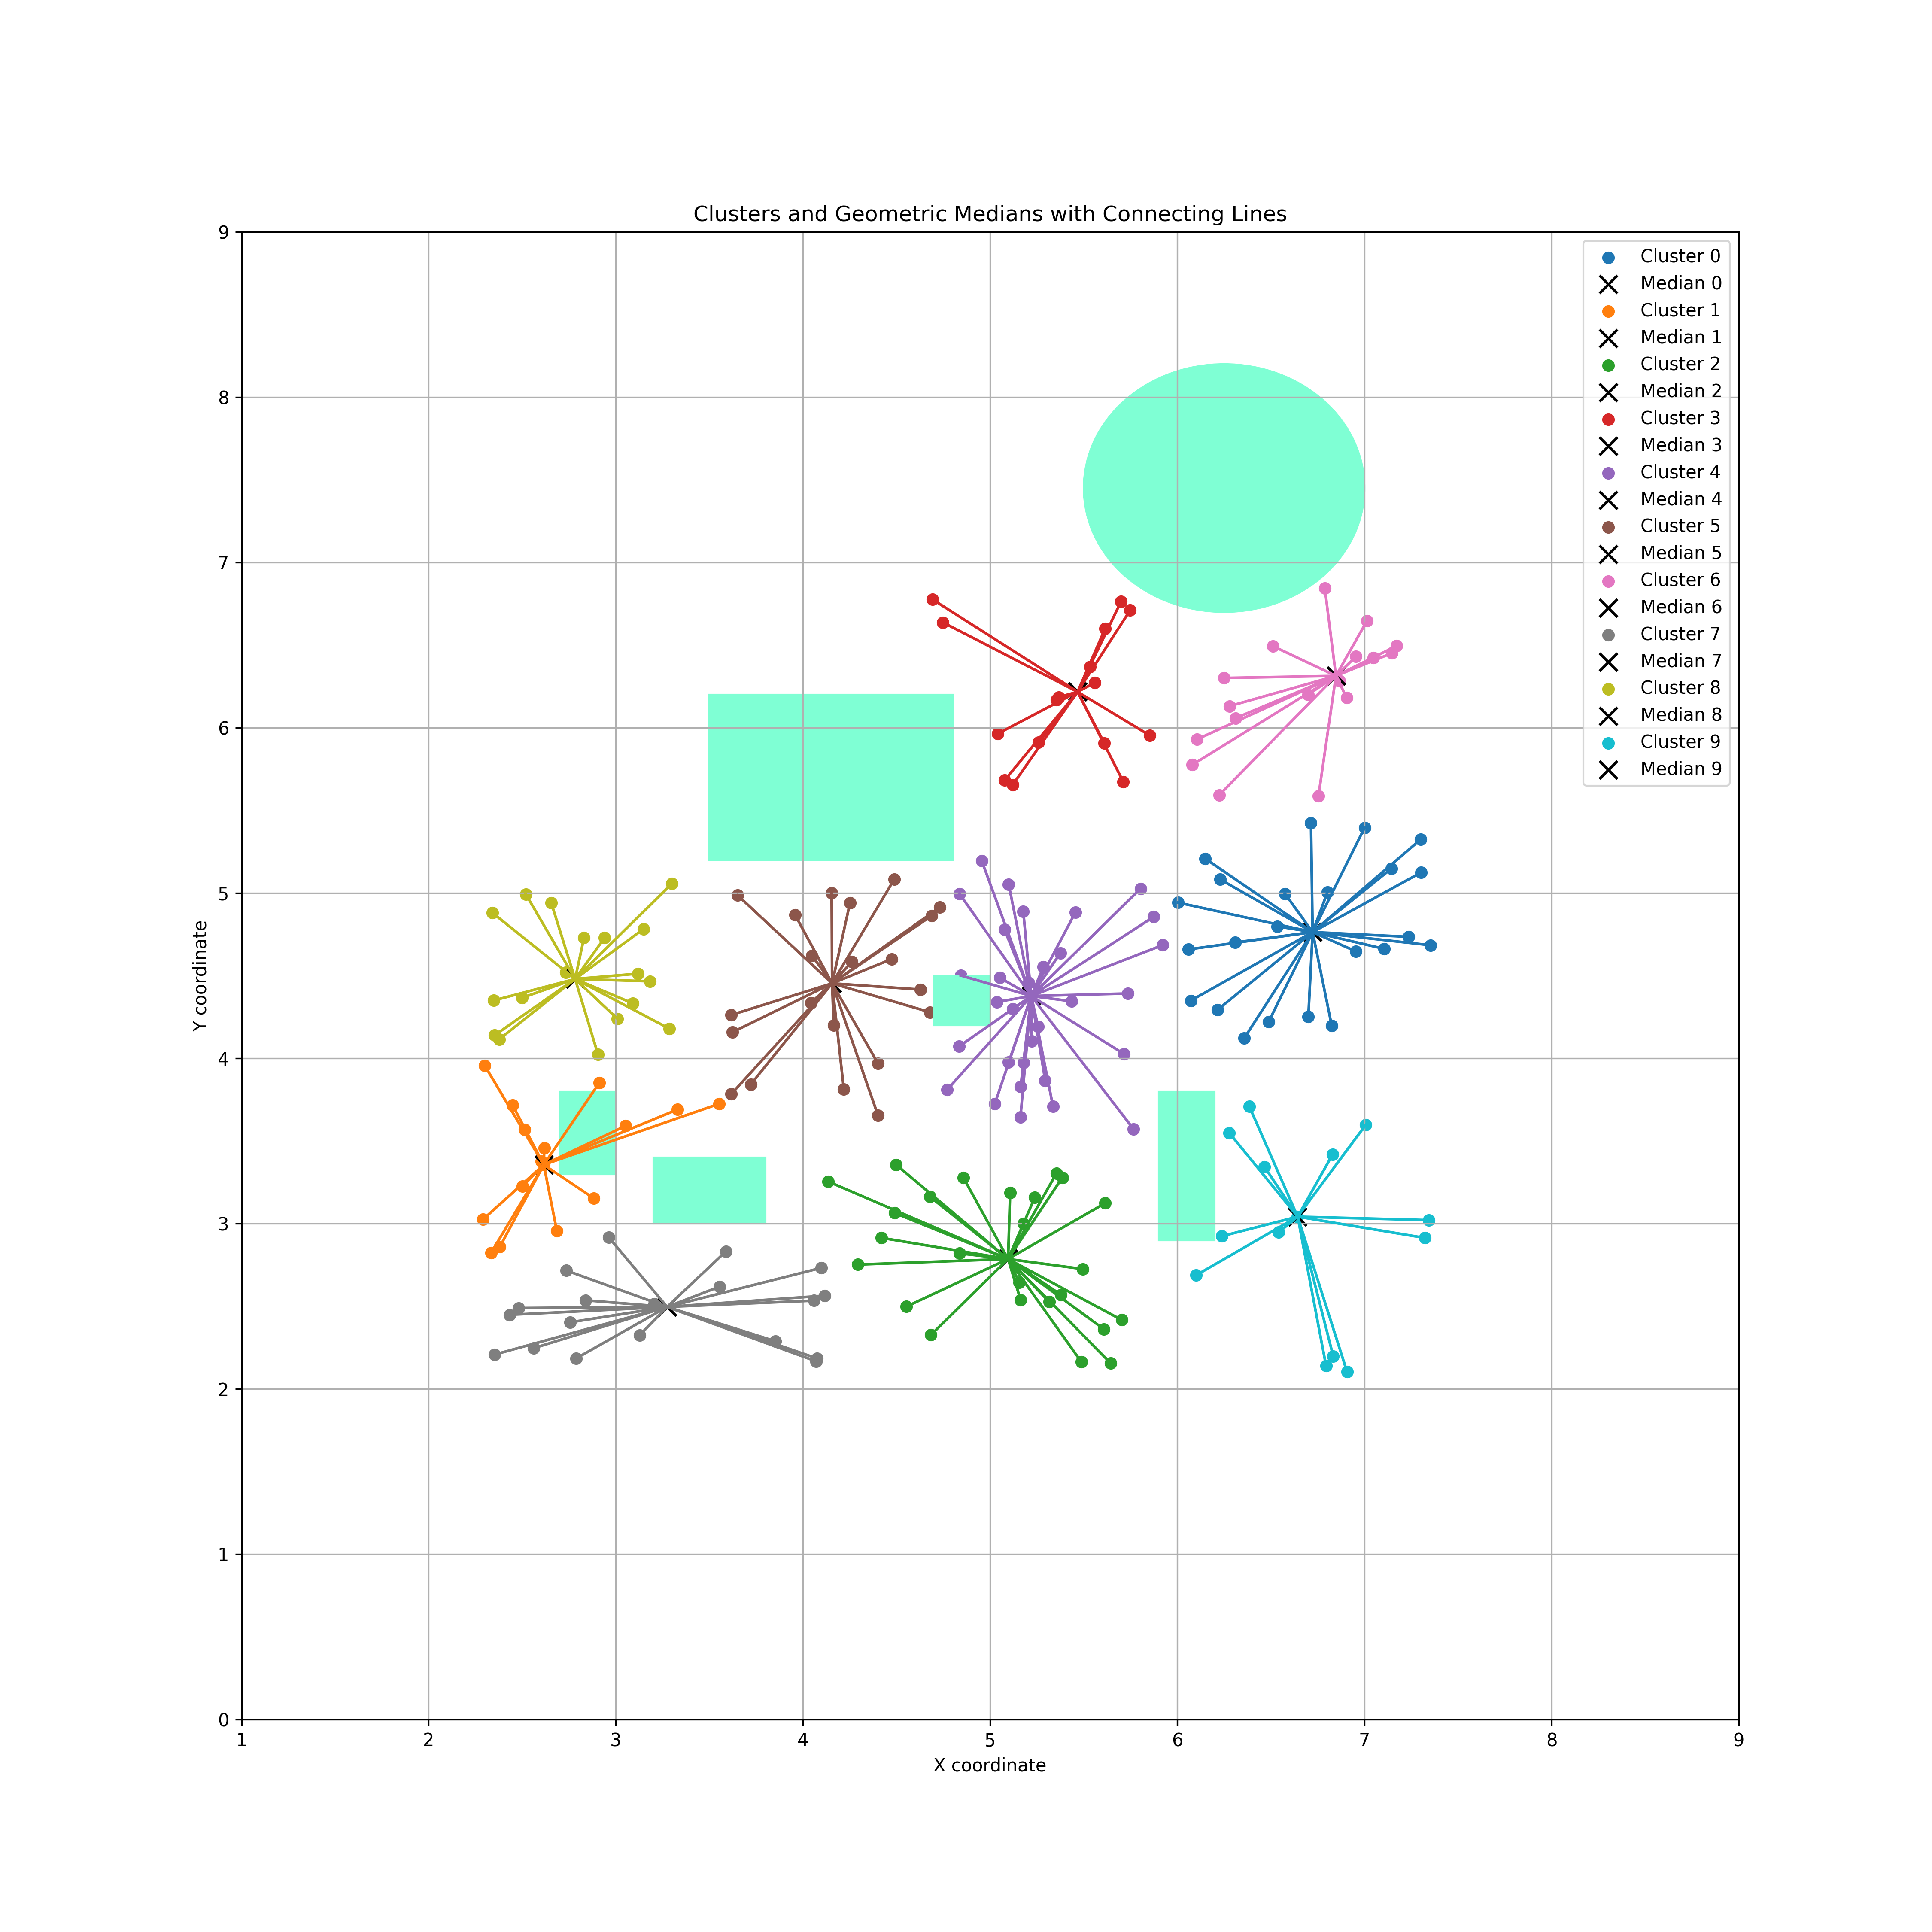 Clusters and Geometric Medians with Connecting Lines
9
8
7
6
5
4
3
2
1
0
Y coordinate
1 2 3 4 5 6 7 8 9
X coordinate
Cluster 0
Median 0
Cluster 1
Median 1
Cluster 2
Median 2
Cluster 3
Median 3
Cluster 4
Median 4
Cluster 5
Median 5
Cluster 6
Median 6
Cluster 7
Median 7
Cluster 8
Median 8
Cluster 9
Median 9